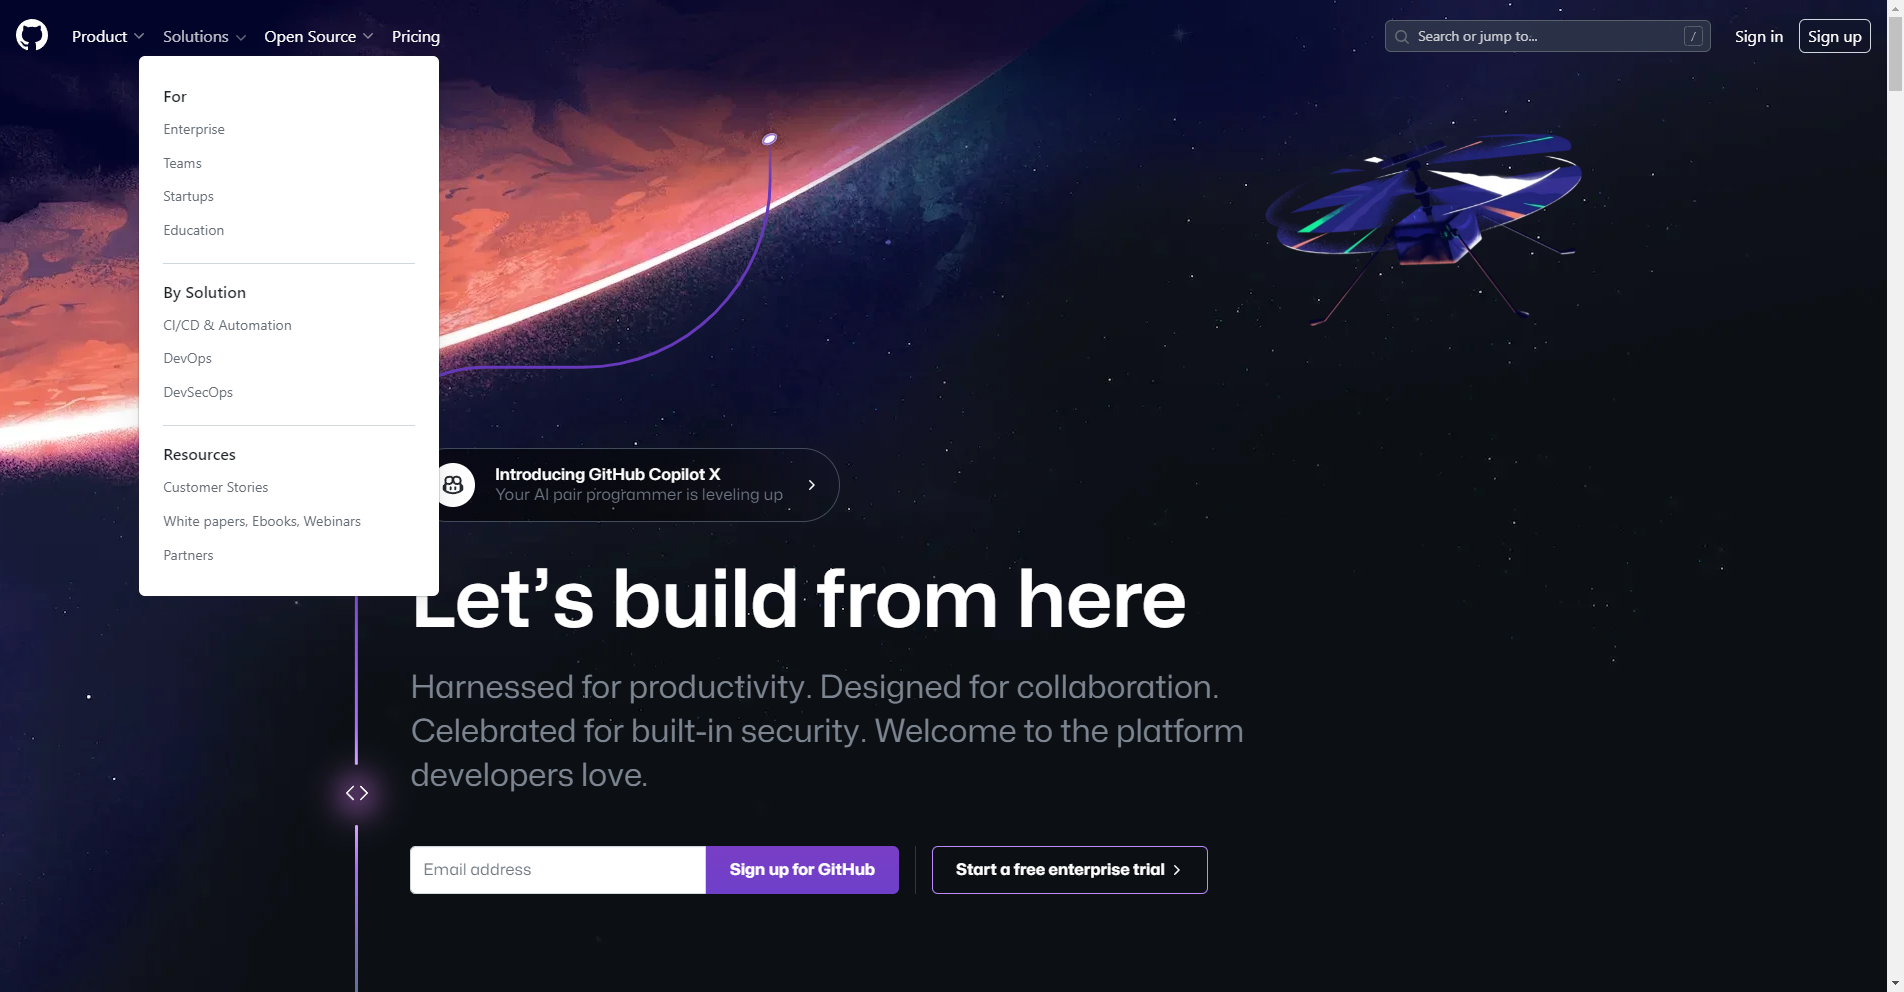 Product
Solutions
Open Source
Pricing
Search or jump to...
/
Sign in
Sign up
For
Enterprise
Teams
Startups
Education
By Solution
CI/CD & Automation
DevOps
DevSecOps
Resources
Customer Stories
White papers, Ebooks, Webinars
Partners
Introducing GitHub Copilot X
Your AI pair programmer is leveling up
Let’s build from here
Harnessed for productivity. Designed for collaboration.
Celebrated for built-in security. Welcome to the platform
developers love.
Email address
Sign up for GitHub
Start a free enterprise trial